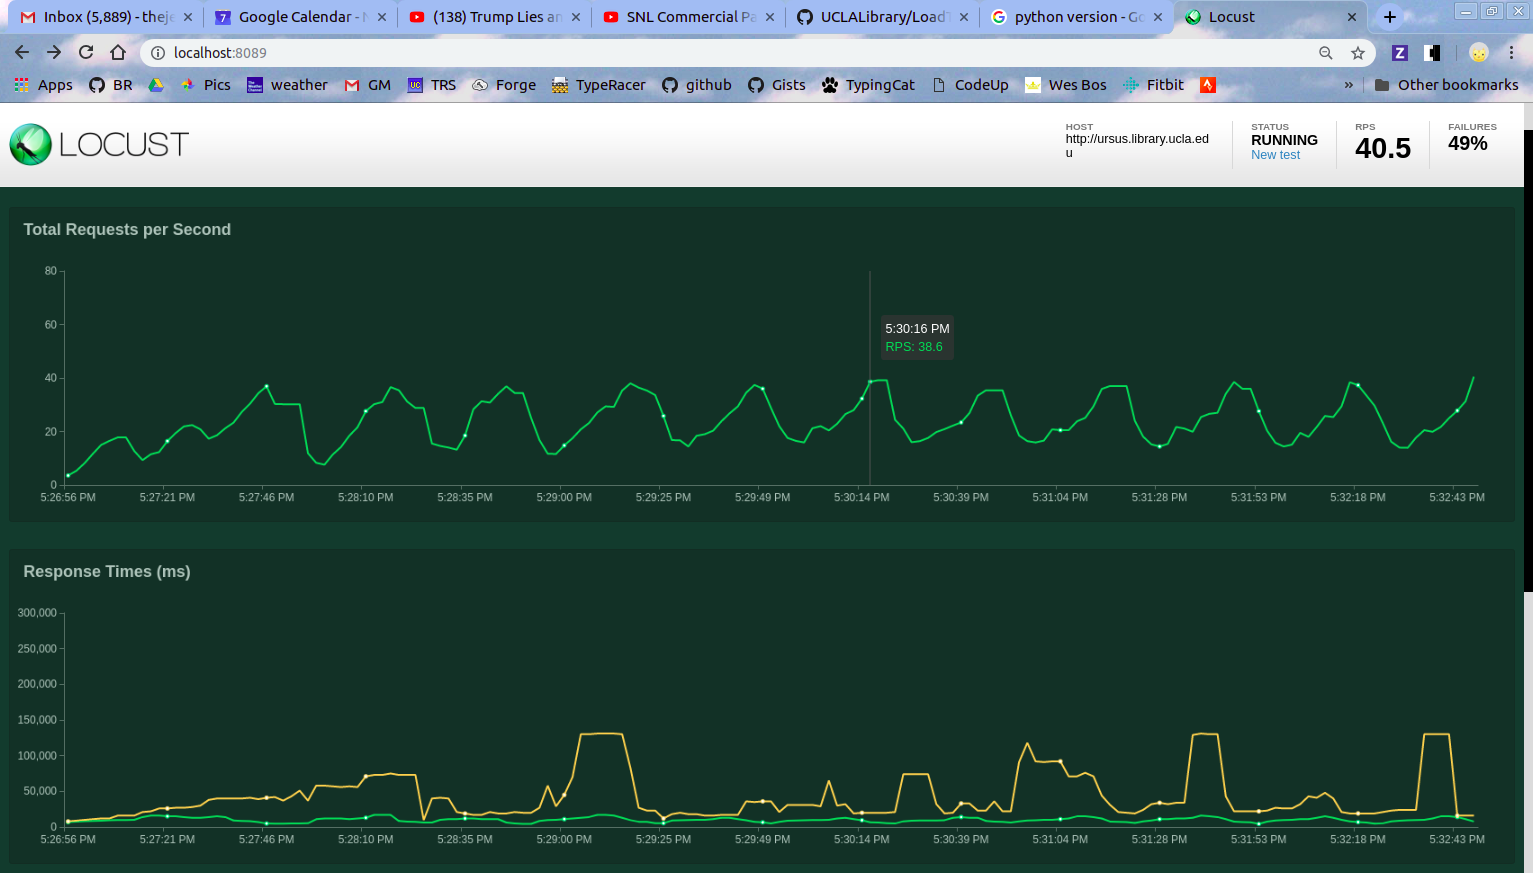 Inbox (5,889) - theje
Google Calendar - N
(138) Trump Lies an
SNL Commercial Pa
UCLALibrary/LoadT
python version - Go
Locust
localhost:8089
Apps
BR
Pics
weather
GM
UC
TRS
Forge
TypeRacer
github
Gists
TypingCat
CodeUp
Wes Bos
Fitbit
»
Other bookmarks
LOCUST
HOST
http://ursus.library.ucla.ed
u
STATUS
RUNNING
New test
RPS
40.5
FAILURES
49%
Total Requests per Second
80
60
40
20
0
5:30:16 PM
RPS: 38.6
5:26:56 PM 5:27:21 PM 5:27:46 PM 5:28:10 PM 5:28:35 PM 5:29:00 PM 5:29:25 PM 5:29:49 PM 5:30:14 PM 5:30:39 PM 5:31:04 PM 5:31:28 PM 5:31:53 PM 5:32:18 PM 5:32:43 PM
Response Times (ms)
300,000
250,000
200,000
150,000
100,000
50,000
0
5:26:56 PM 5:27:21 PM 5:27:46 PM 5:28:10 PM 5:28:35 PM 5:29:00 PM 5:29:25 PM 5:29:49 PM 5:30:14 PM 5:30:39 PM 5:31:04 PM 5:31:28 PM 5:31:53 PM 5:32:18 PM 5:32:43 PM